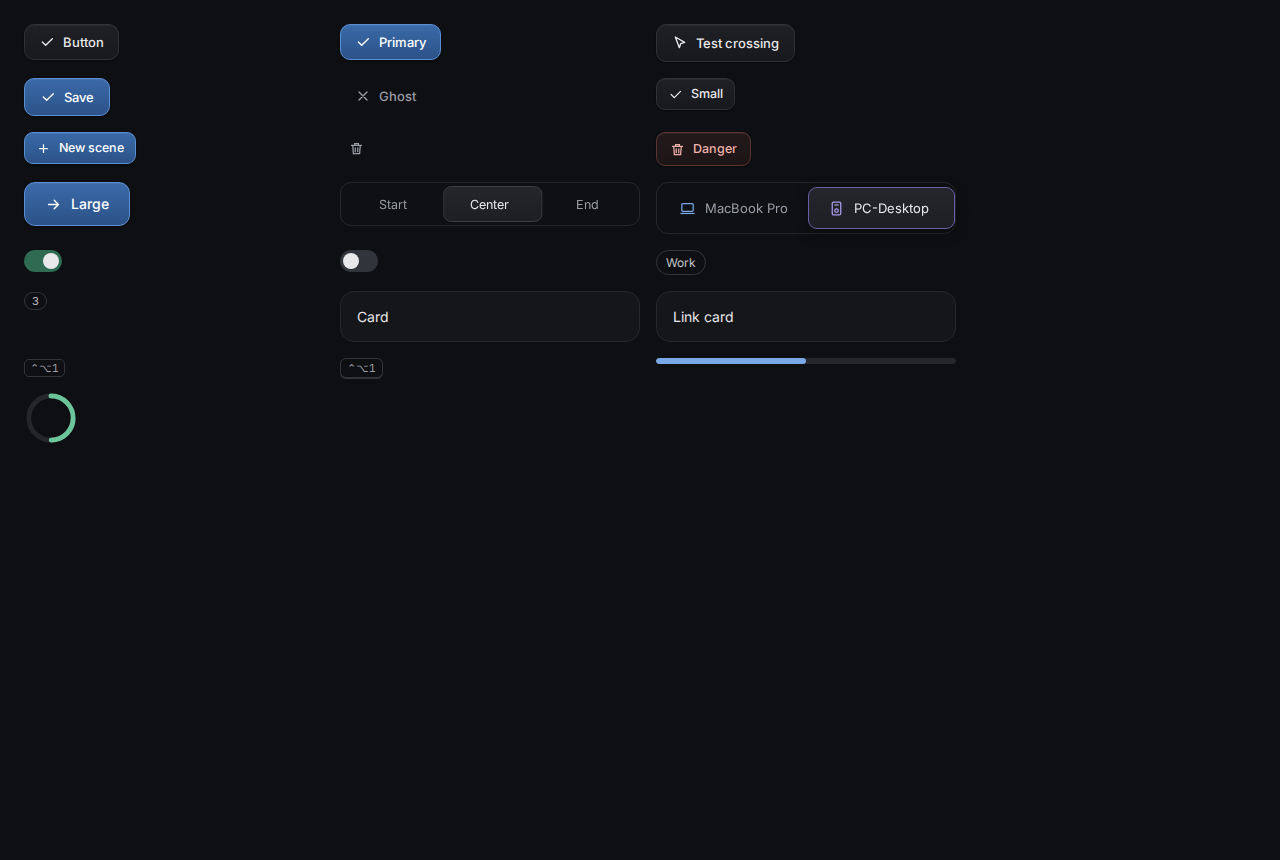 Button
Primary
Test crossing
Save
Ghost
Small
New scene
Danger
Large
Start
Center
End
MacBook Pro
PC-Desktop
Work
3
Card
Link card
⌃⌥1
⌃⌥1